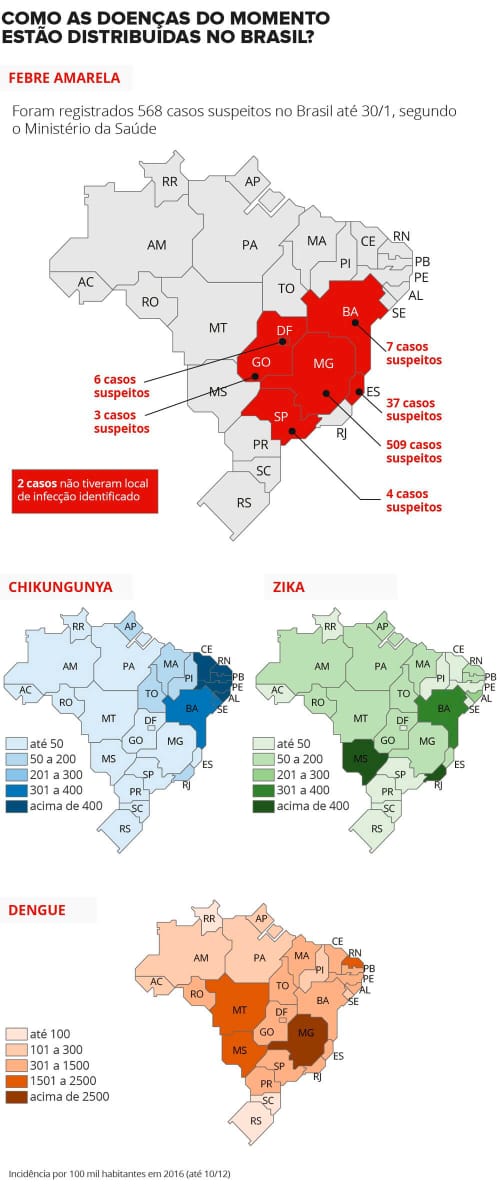 COMO AS DOENÇAS DO MOMENTO
ESTÃO DISTRIBUÍDAS NO BRASIL?
FEBRE AMARELA
Foram registrados 568 casos suspeitos no Brasil até 30/1, segundo
o Ministério da Saúde
RR
AP
AM
PA
MA
CE
RN
PI
PB
PE
AC
TO
AL
RO
BA
SE
MT
DF
7 casos
suspeitos
GO
MG
6 casos
suspeitos
MS
ES
37 casos
suspeitos
3 casos
suspeitos
SP
RJ
PR
509 casos
suspeitos
SC
2 casos não tiveram local
de infecção identificado
RS
4 casos
suspeitos
CHIKUNGUNYA
RR
AP
CE
RN
AM
PA
MA
PI
PB
PE
AC
TO
AL
RO
BA
SE
MT
DF
GO
MG
MS
ES
SP
RJ
PR
SC
RS
até 50
50 a 200
201 a 300
301 a 400
acima de 400
ZIKA
RR
AP
CE
RN
AM
PA
MA
PI
PB
PE
AC
TO
AL
RO
BA
SE
MT
DF
GO
MG
MS
ES
SP
RJ
PR
SC
RS
até 50
50 a 200
201 a 300
301 a 400
acima de 400
DENGUE
RR
AP
CE
RN
AM
PA
MA
PI
PB
PE
AC
TO
AL
RO
BA
SE
MT
DF
GO
MG
MS
ES
SP
RJ
PR
SC
RS
até 100
101 a 300
301 a 1500
1501 a 2500
acima de 2500
Incidência por 100 mil habitantes em 2016 (até 10/12)